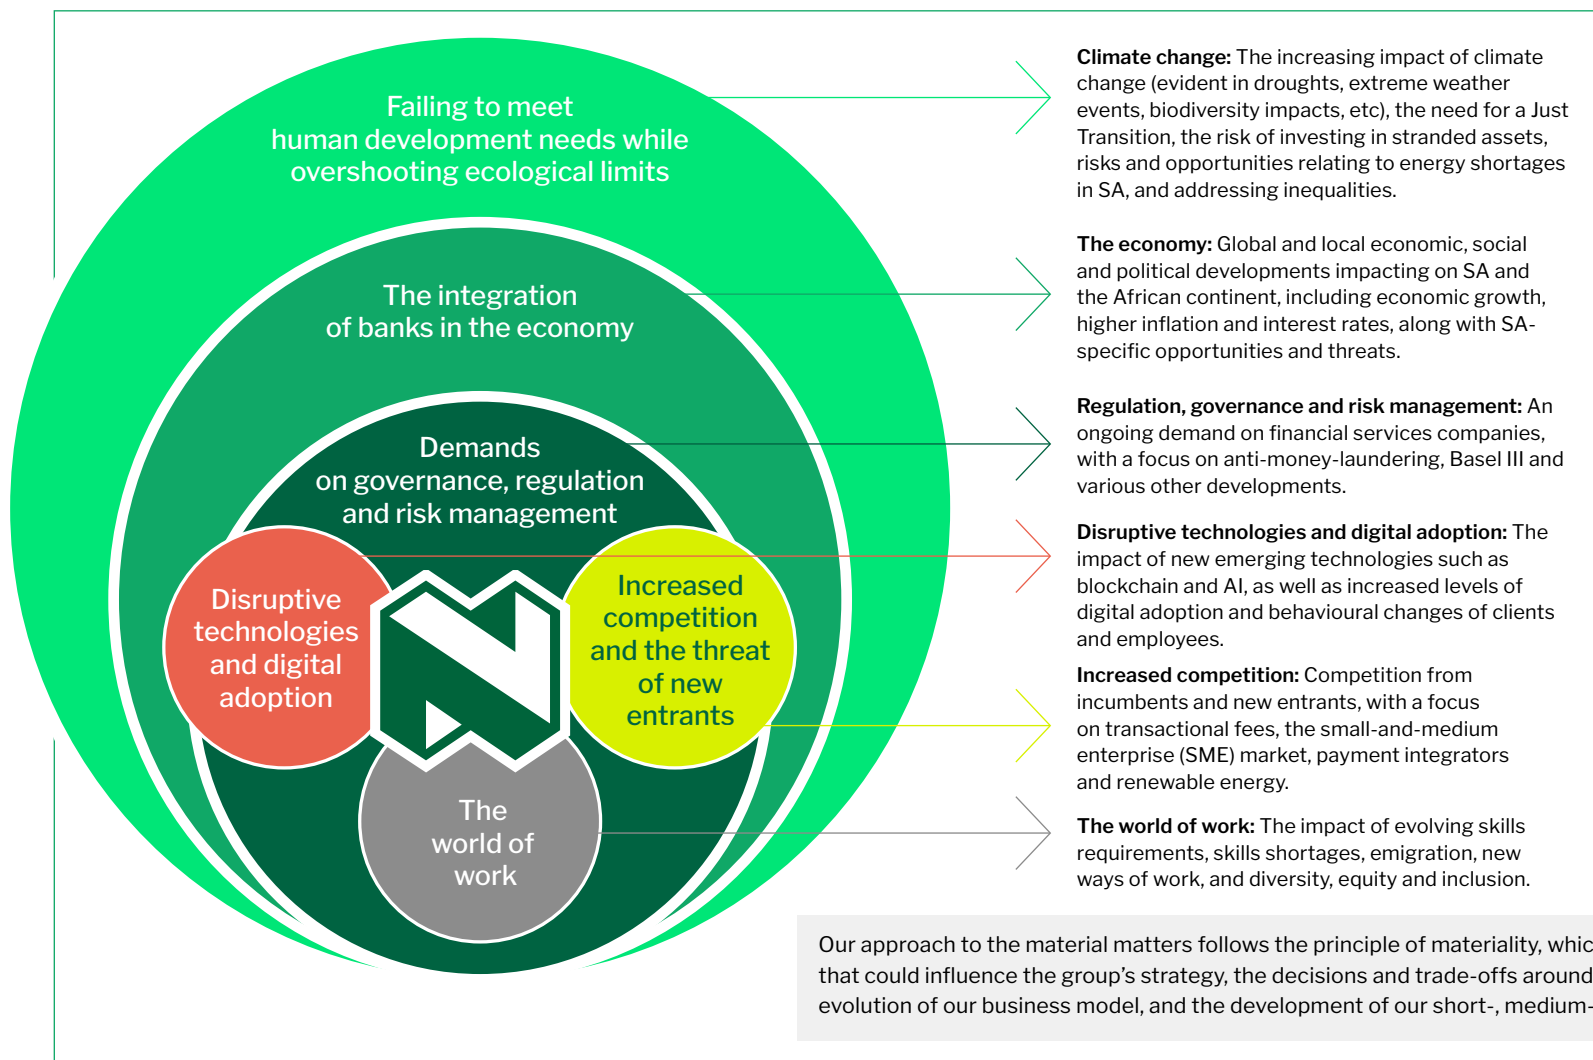 Failing to meet
human development needs while
overshooting ecological limits
The integration
of banks in the economy
Demands
on governance, regulation
and risk management
Disruptive
technologies
and digital
adoption
Increased
competition
and the threat
of new
entrants
The
world of
work
Climate change: The increasing impact of climate
change (evident in droughts, extreme weather
events, biodiversity impacts, etc), the need for a Just
Transition, the risk of investing in stranded assets,
risks and opportunities relating to energy shortages
in SA, and addressing inequalities.
The economy: Global and local economic, social
and political developments impacting on SA and
the African continent, including economic growth,
higher inflation and interest rates, along with SA-
specific opportunities and threats.
Regulation, governance and risk management: An
ongoing demand on financial services companies,
with a focus on anti-money-laundering, Basel III and
various other developments.
Disruptive technologies and digital adoption: The
impact of new emerging technologies such as
blockchain and AI, as well as increased levels of
digital adoption and behavioural changes of clients
and employees.
Increased competition: Competition from
incumbents and new entrants, with a focus
on transactional fees, the small-and-medium
enterprise (SME) market, payment integrators
and renewable energy.
The world of work: The impact of evolving skills
requirements, skills shortages, emigration, new
ways of work, and diversity, equity and inclusion.
Our approach to the material matters follows the principle of materiality, whic
that could influence the group's strategy, the decisions and trade-offs around
evolution of our business model, and the development of our short-, medium-